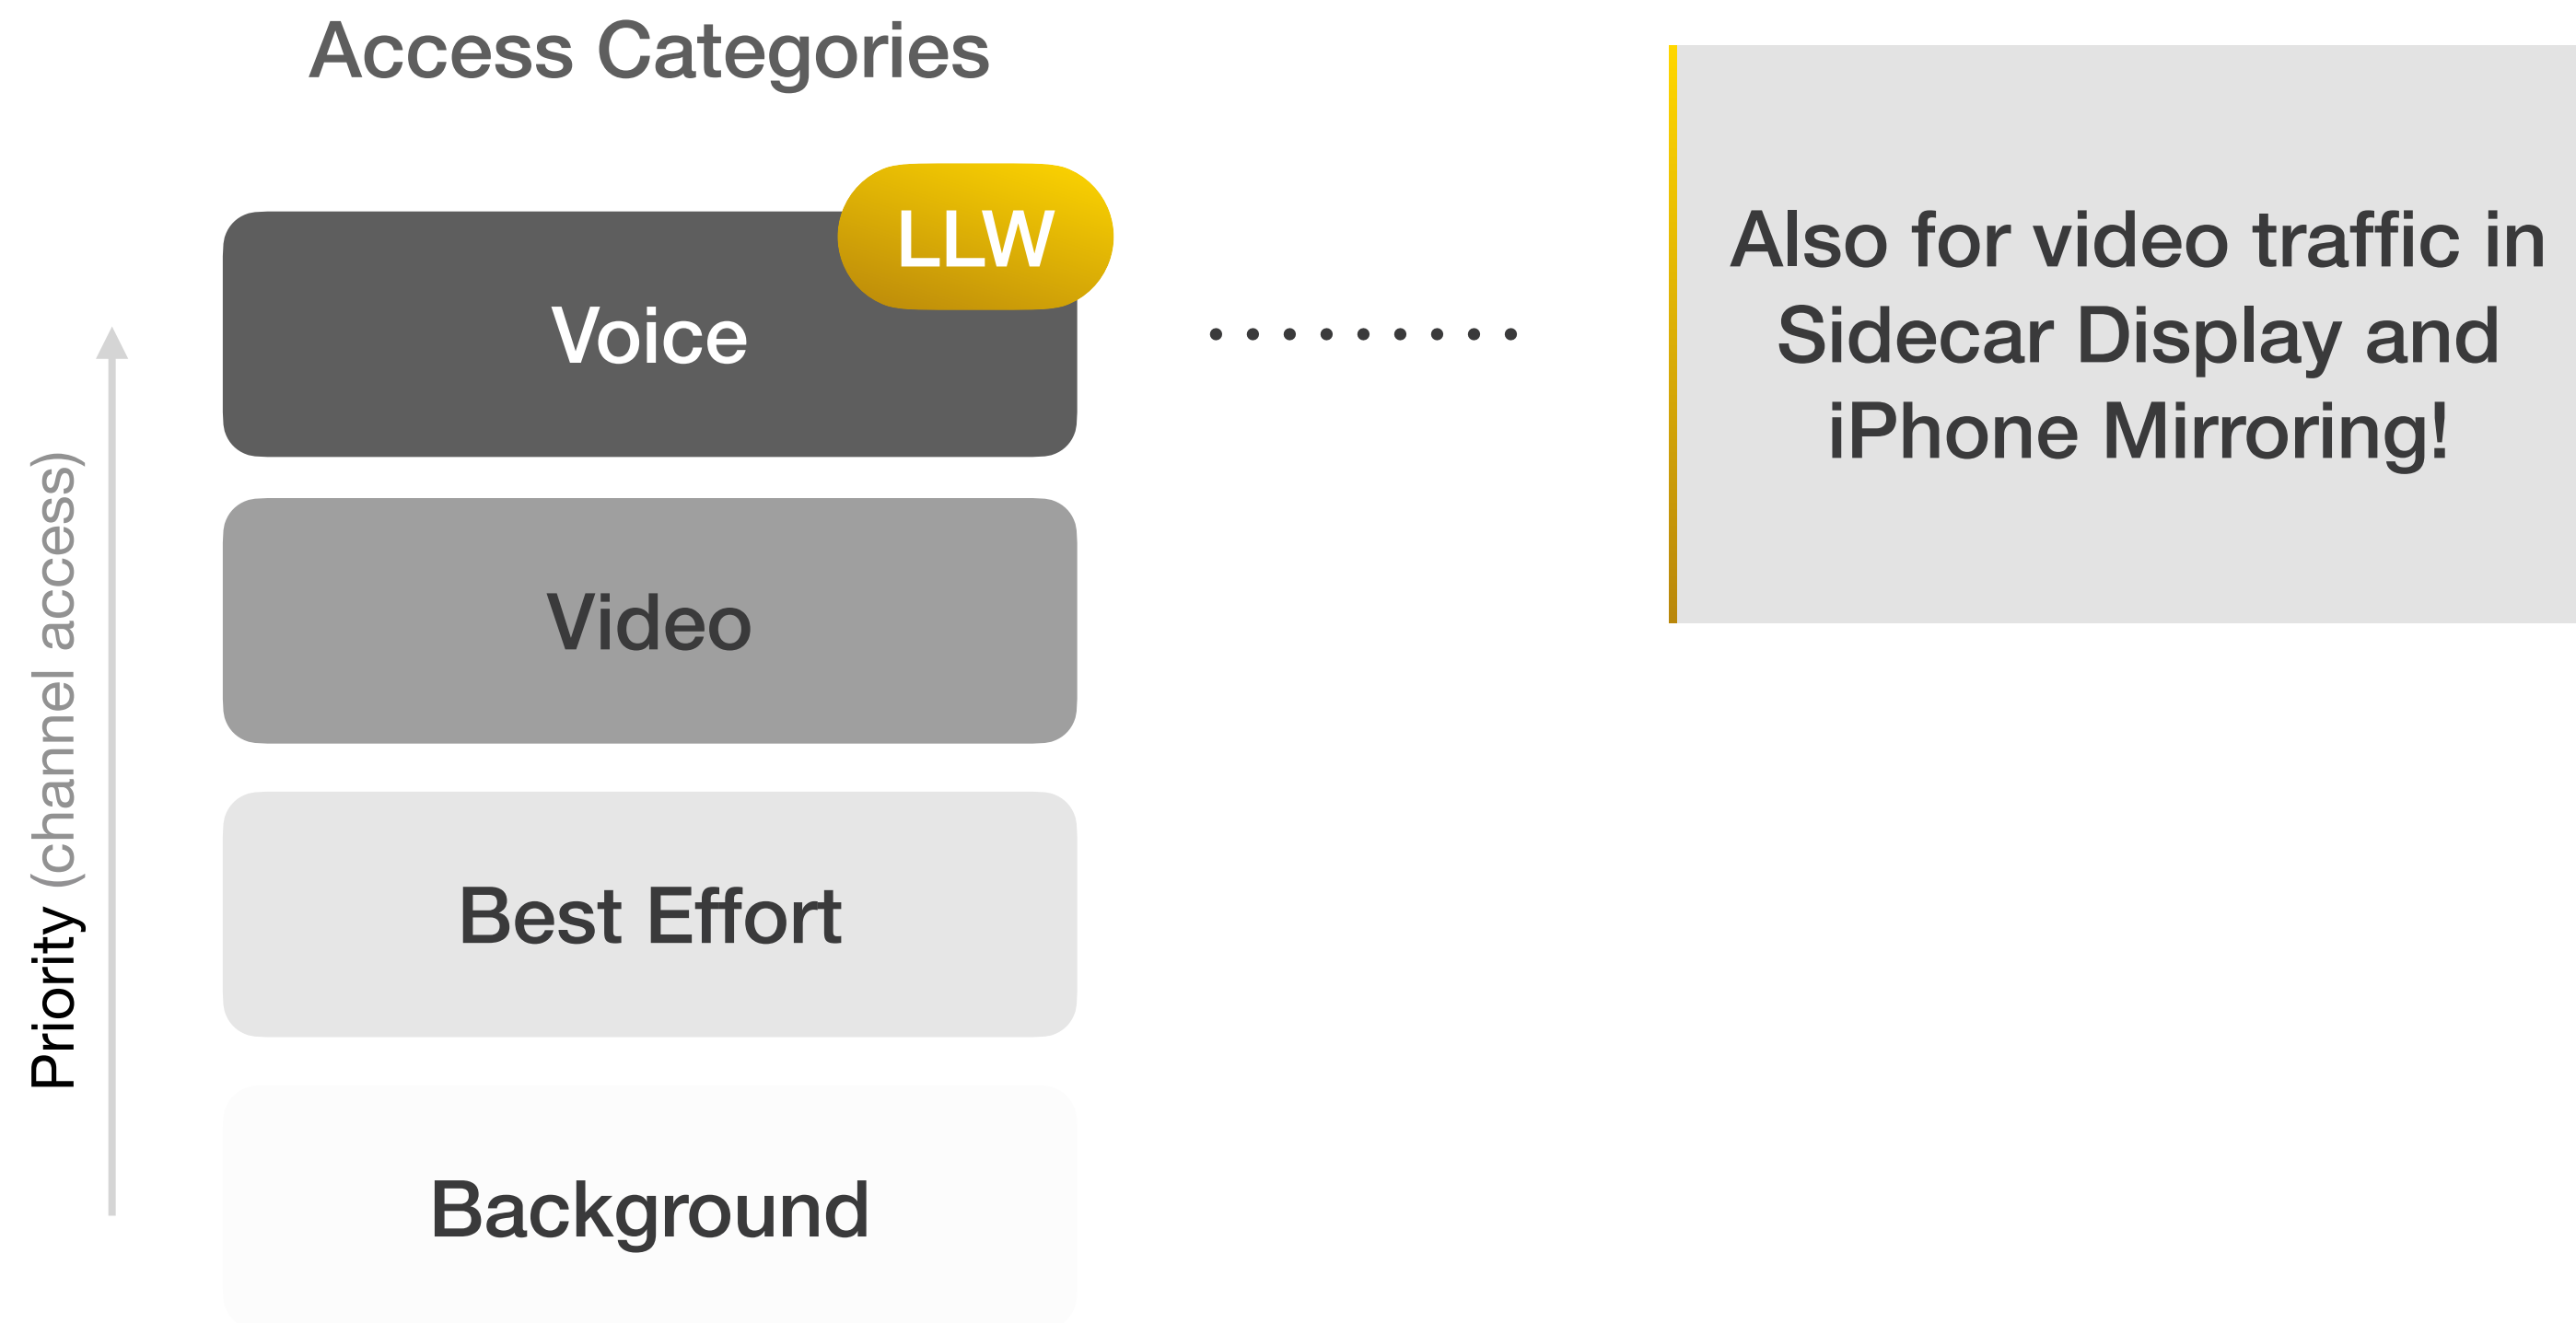 Access Categories
LLW
Voice
Video
Best Effort
Background
Priority (channel access)
Also for video traffic in
Sidecar Display and
iPhone Mirroring!